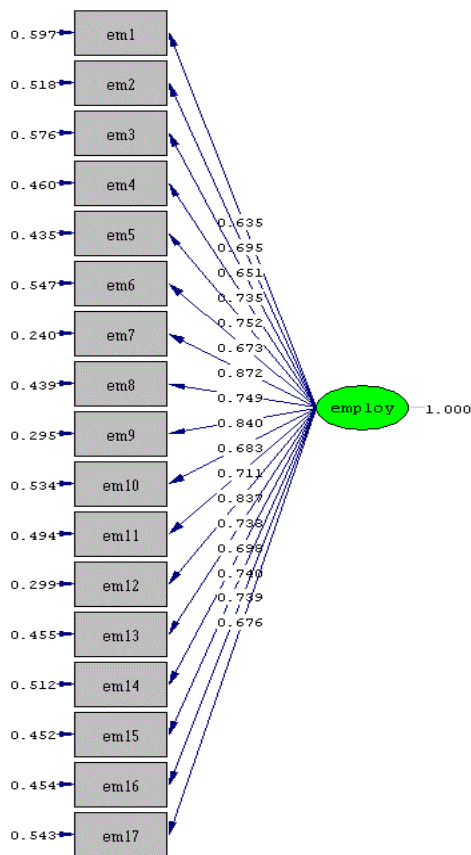 0.597 em1
0.518 em2
0.576 em3
0.460 em4
0.435 em5
0.547 em6
0.240 em7
0.439 em8
0.295 em9
0.534 em10
0.494 em11
0.299 em12
0.455 em13
0.512 em14
0.452 em15
0.454 em16
0.543 em17
0.635
0.695
0.651
0.735
0.752
0.673
0.872
0.749
0.840
0.683
0.711
0.837
0.738
0.698
0.740
0.739
0.676
employ 1.000